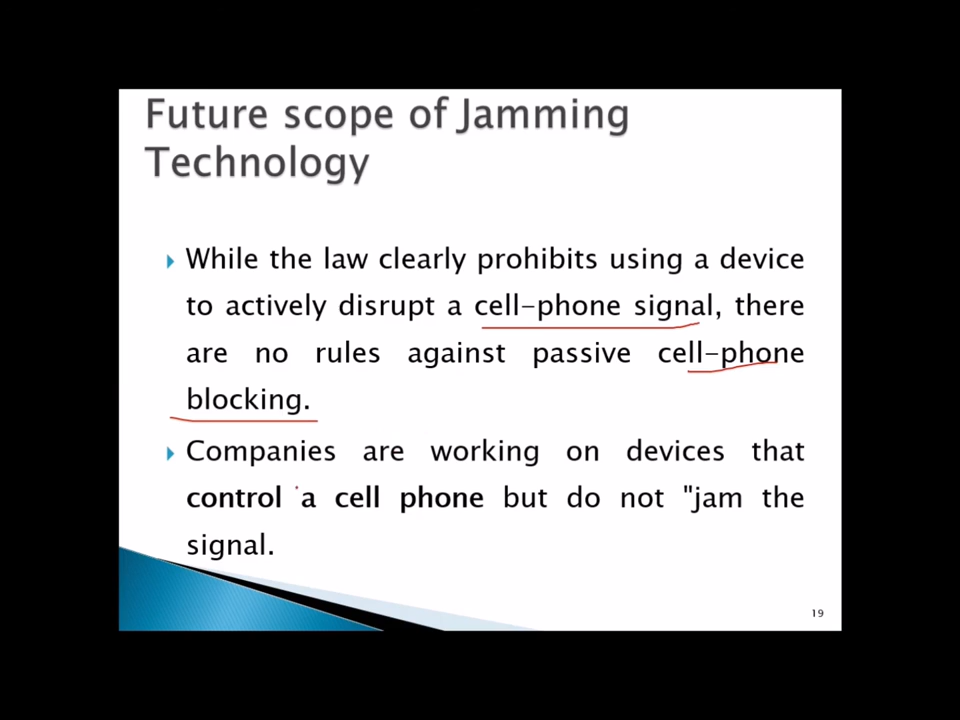 Future scope of Jamming
Technology
While the law clearly prohibits using a device
to actively disrupt a cell-phone signal, there
are no rules against passive cell-phone
blocking.
Companies are working on devices that
control a cell phone but do not "jam the
signal.
19